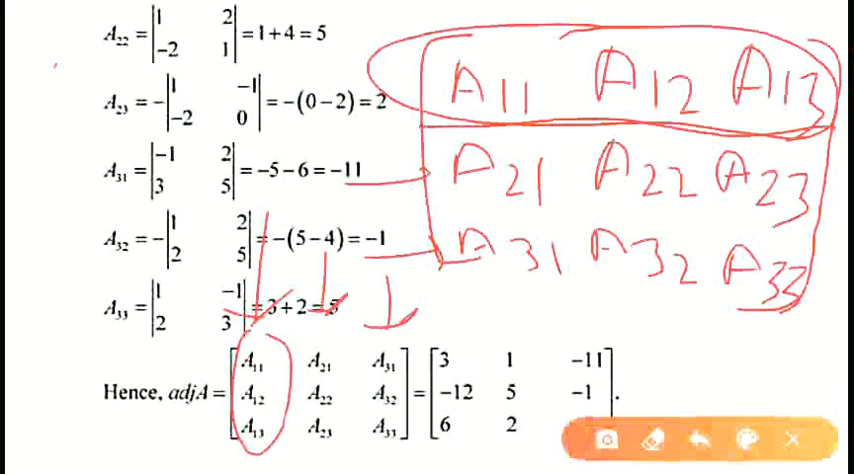 A₂₂ = |1 2; -2 1| = 1 + 4 = 5
A₂₃ = -|1 -1; -2 0| = -(0 - 2) = 2
A₃₁ = |-1 2; 3 5| = -5 - 6 = -11
A₃₂ = -|1 2; 2 5| = -(5 - 4) = -1
A₃₃ = |1 -1; 2 3| = 3 + 2 = 5
Hence, adjA = [A₁₁ A₂₁ A₃₁; A₁₂ A₂₂ A₃₂; A₁₃ A₂₃ A₃₃] = [3 1 -11; -12 5 -1; 6 2
A11 A12 A13
A21 A22 A23
A31 A32 A33